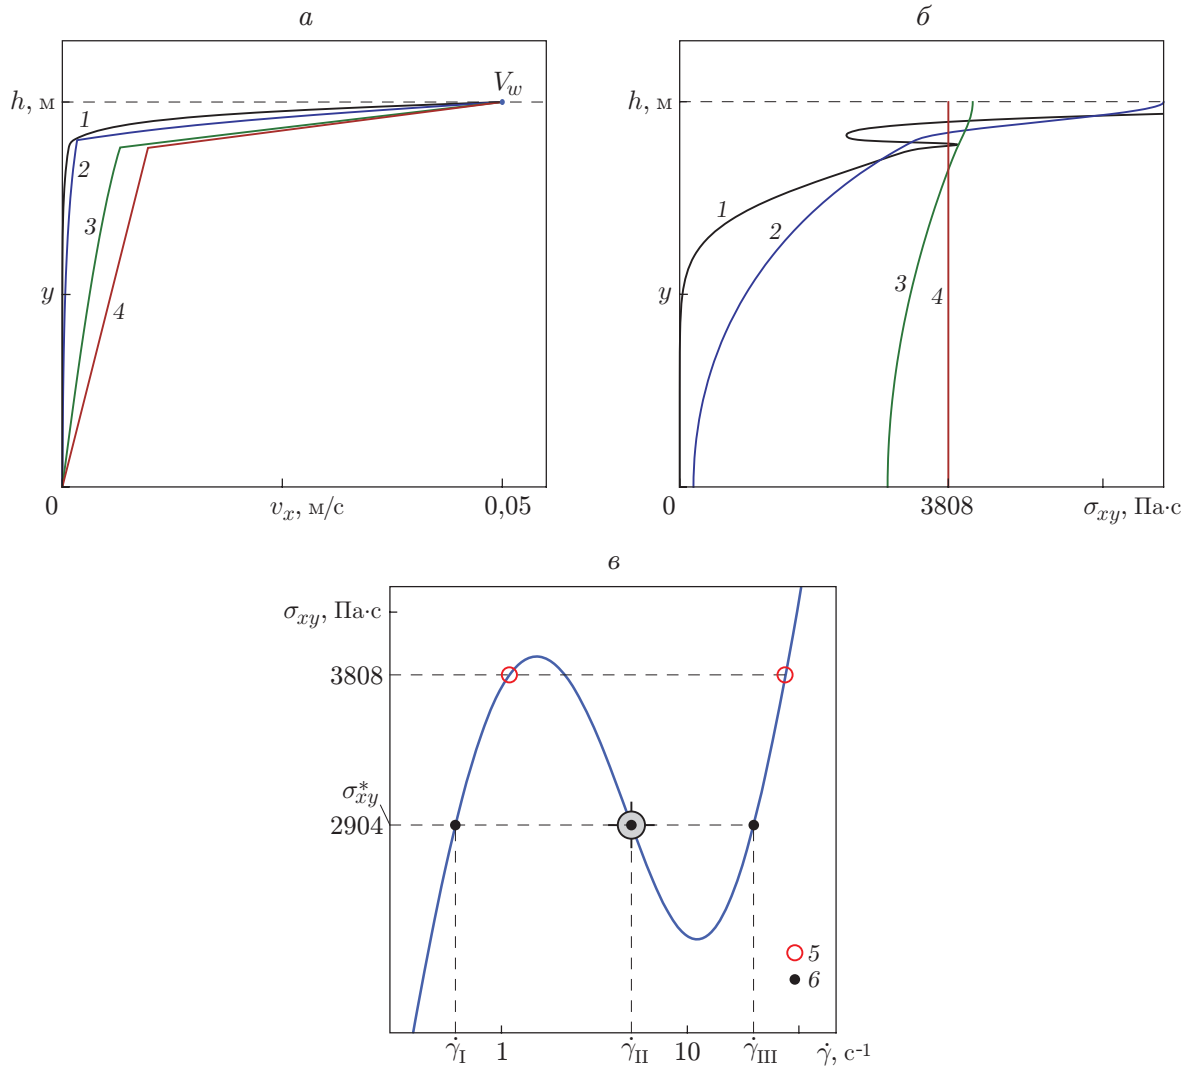 а
б
V_w
h, м
h, м
1
2
3
4
1
2
3
4
y
y
0
v_x, м/с
0,05
0
3808
σ_xy, Па·с
в
σ_xy, Па·с
3808
σ*_xy
2904
5
6
γ̇_I
1
γ̇_II
10
γ̇_III
γ̇, с⁻¹